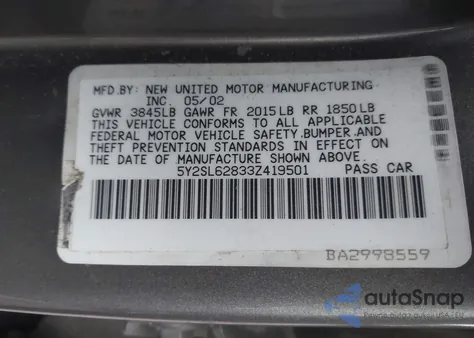 MFD.BY: NEW UNITED MOTOR MANUFACTURING
INC. 05/02
GVWR 3845LB GAWR FR 2015LB RR 1850LB
THIS VEHICLE CONFORMS TO ALL APPLICABLE
FEDERAL MOTOR VEHICLE SAFETY,BUMPER,AND
THEFT PREVENTION STANDARDS IN EFFECT ON
THE DATE OF MANUFACTURE SHOWN ABOVE.
5Y2SL62833Z419501 PASS CAR
BA2998559
autoSnap